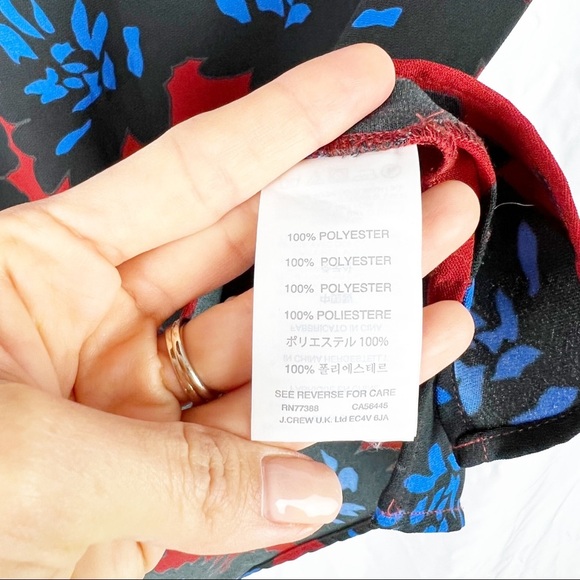 100% POLYESTER
100% POLYESTER
100% POLYESTER
100% POLIESTERE
ポリエステル 100%
100% 폴리에스테르
SEE REVERSE FOR CARE
RN77388 CA56445
J.CREW U.K. Ltd EC4V 6JA